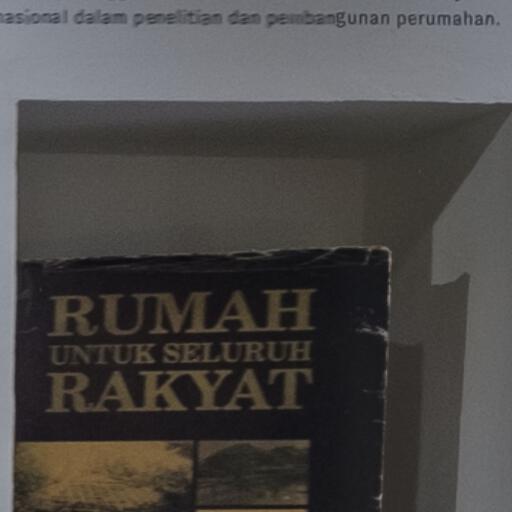 nasional dalam penelitian dan pembangunan perumahan.
RUMAH
UNTUK SELURUH
RAKYAT